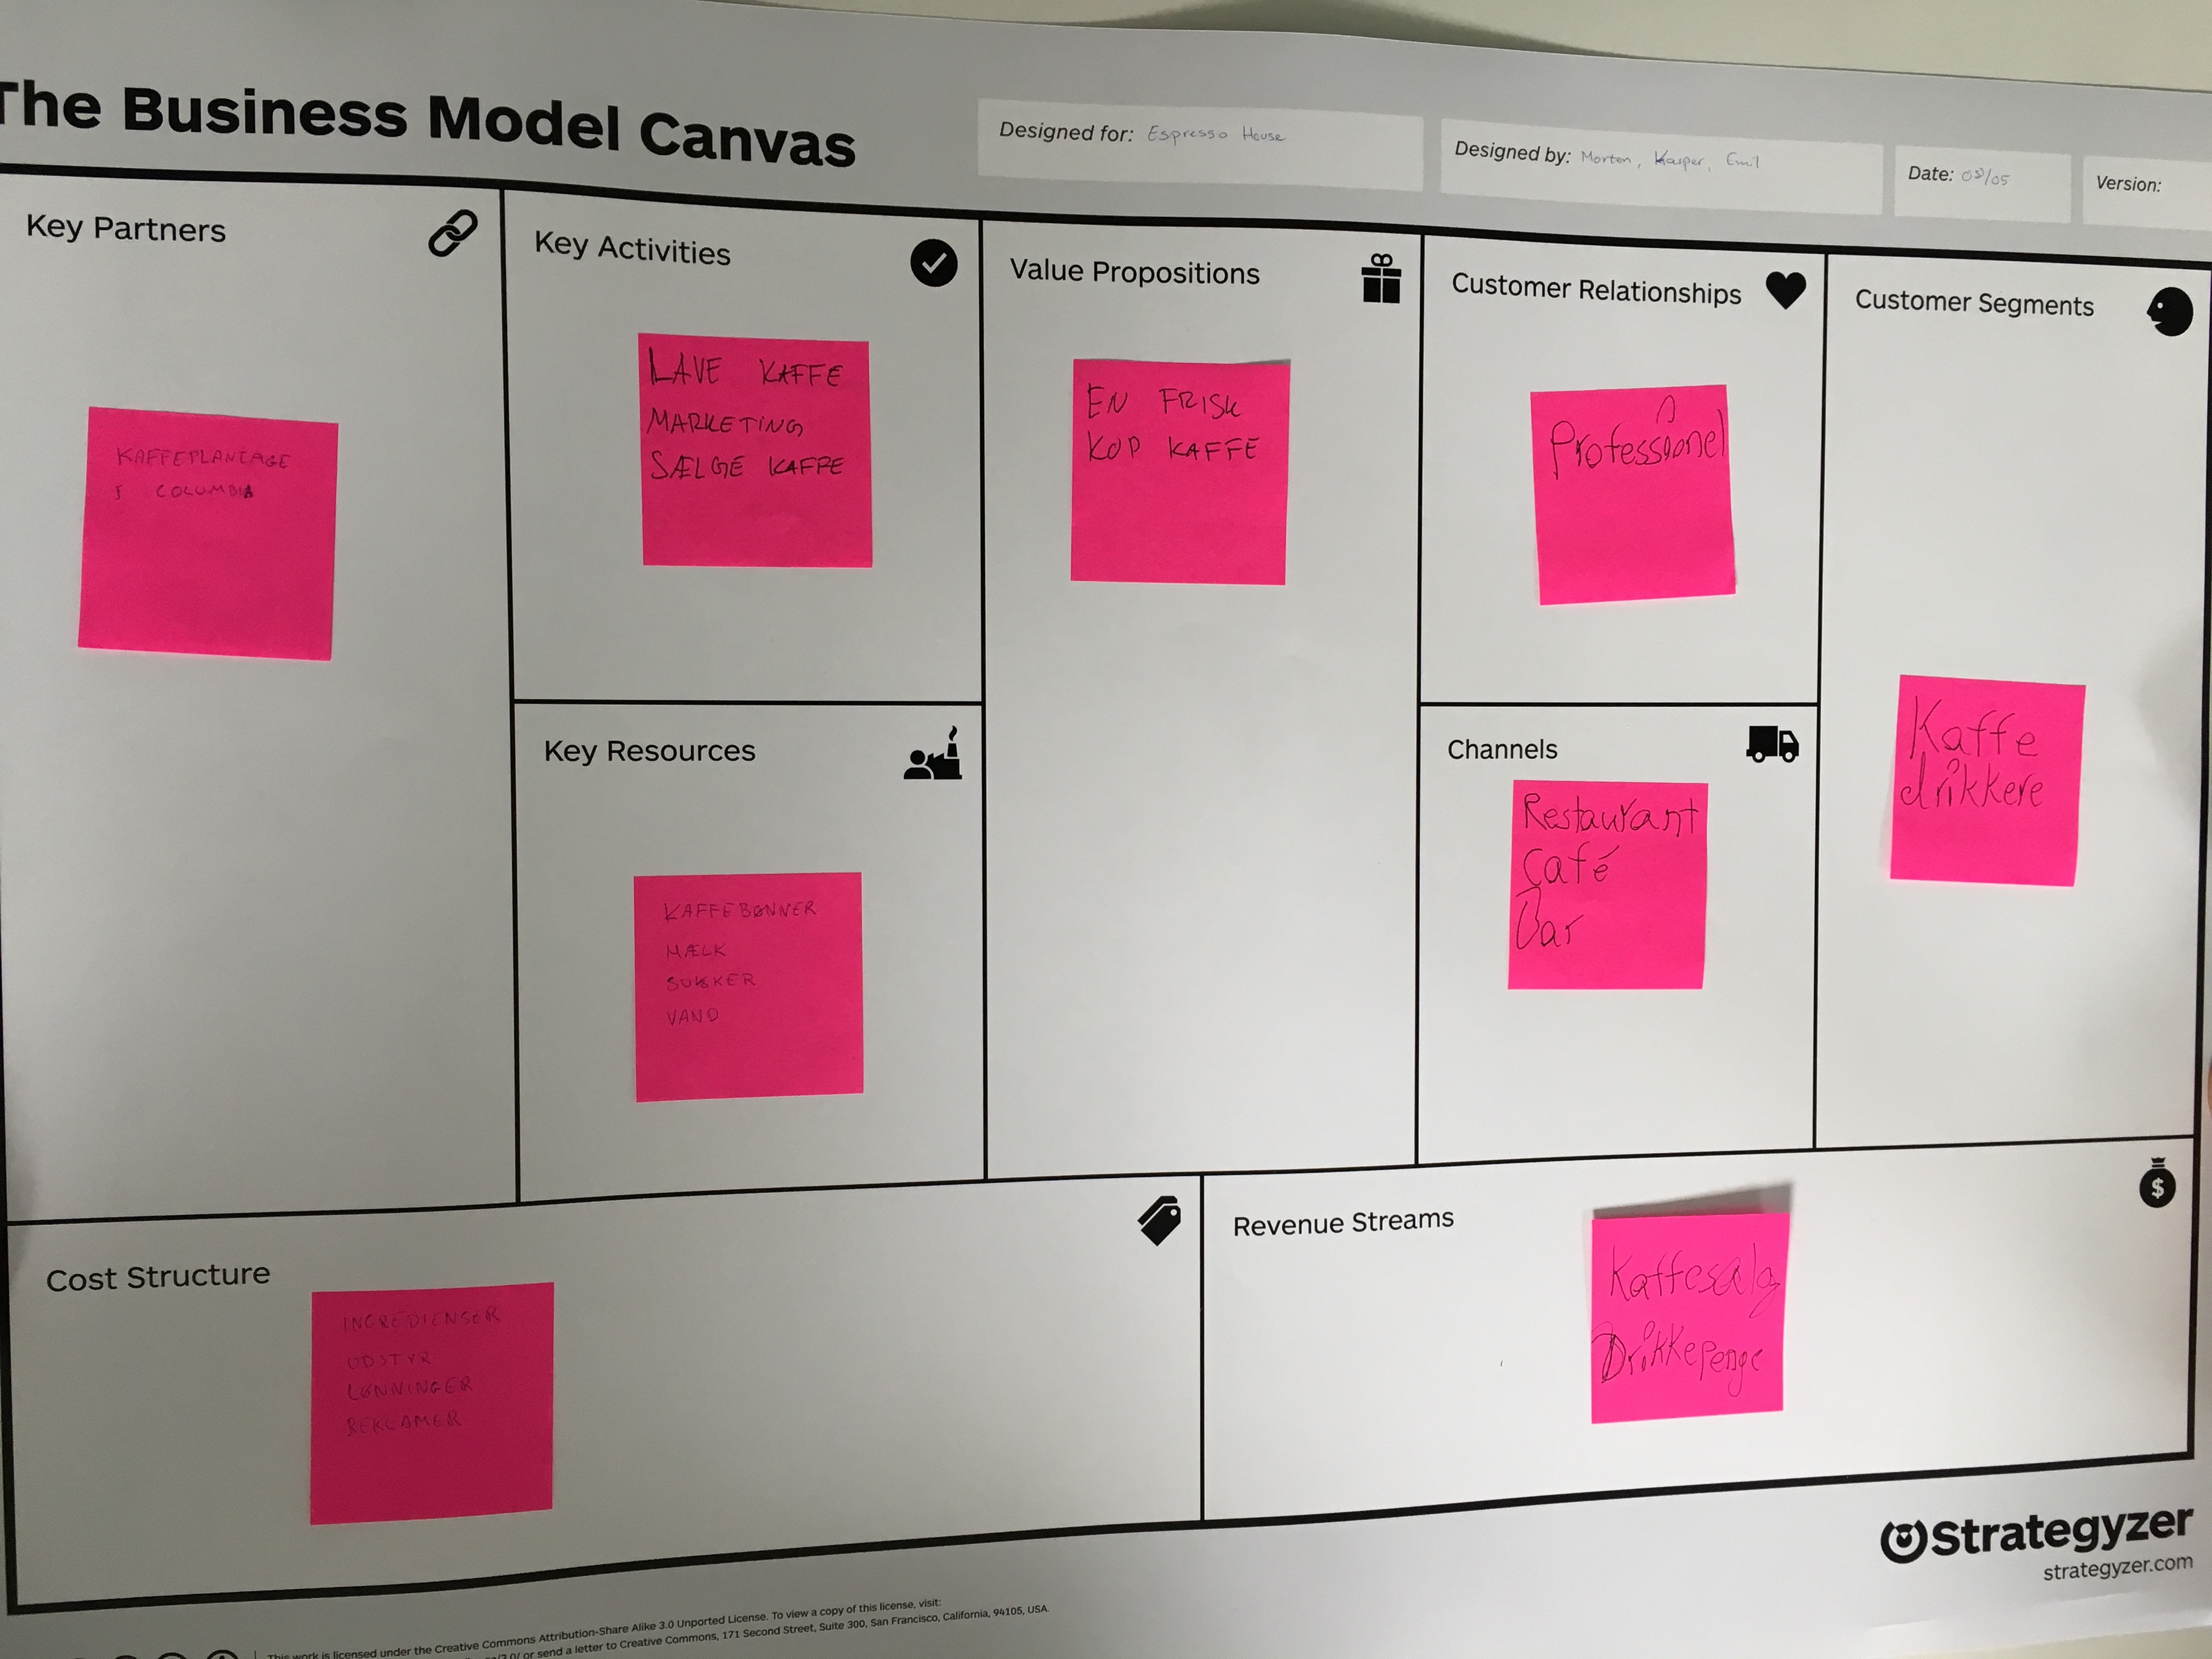 The Business Model Canvas
Designed for: Espresso House
Designed by: Morten, Kasper, Emil
Date: /05
Version:
Key Partners
KAFFEPLANTAGE
I COLUMBIA
Key Activities
LAVE KAFFE
MARKETING
SÆLGE KAFFE
Key Resources
KAFFEBØNNER
MÆLK
SUKKER
VAND
Value Propositions
EN FRISK
KOP KAFFE
Customer Relationships
Professionel
Channels
Restaurant
Café
Bar
Customer Segments
Kaffe
drikkere
Cost Structure
INGREDIENSER
UDSTYR
LØNNINGER
REKLAMER
Revenue Streams
Kaffesalg
Drikkepenge
$
Strategyzer
strategyzer.com
This work is licensed under the Creative Commons Attribution-Share Alike 3.0 Unported License. To view a copy of this license, visit:
or send a letter to Creative Commons, 171 Second Street, Suite 300, San Francisco, California, 94105, USA.